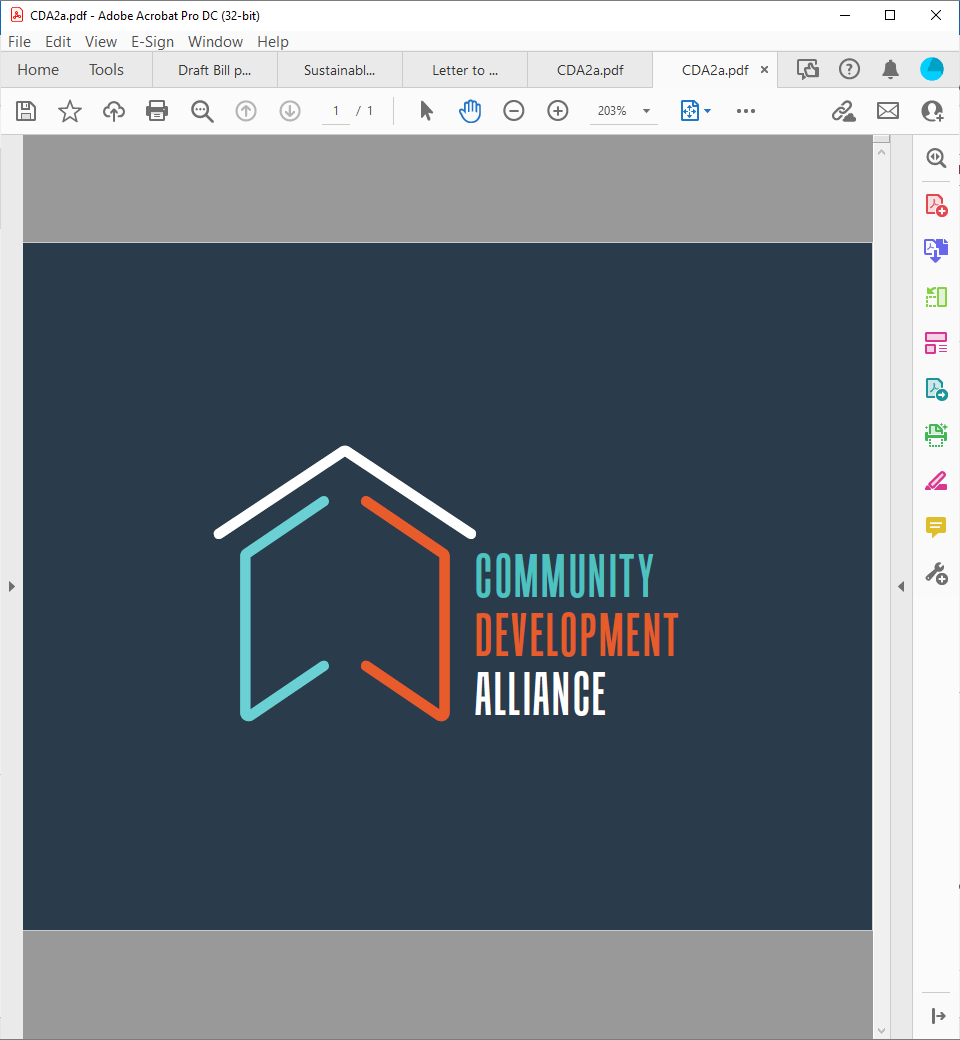 CDA2a.pdf - Adobe Acrobat Pro DC (32-bit)
File Edit View E-Sign Window Help
Home Tools Draft Bill p... Sustainabl... Letter to ... CDA2a.pdf CDA2a.pdf ×
1 / 1 203%
COMMUNITY
DEVELOPMENT
ALLIANCE